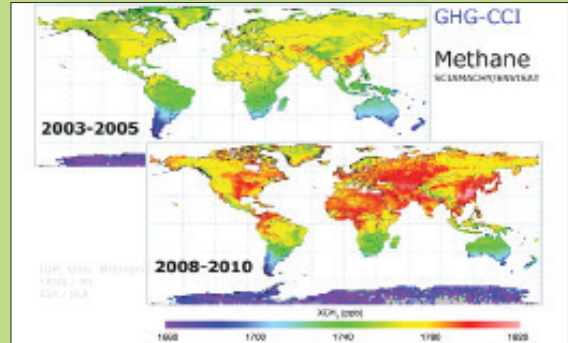 GHG-CCI
Methane
SCIAMACHY/ENVISAT
2003-2005
2008-2010
XCH₄ (ppb)
1660 1700 1740 1780 1820